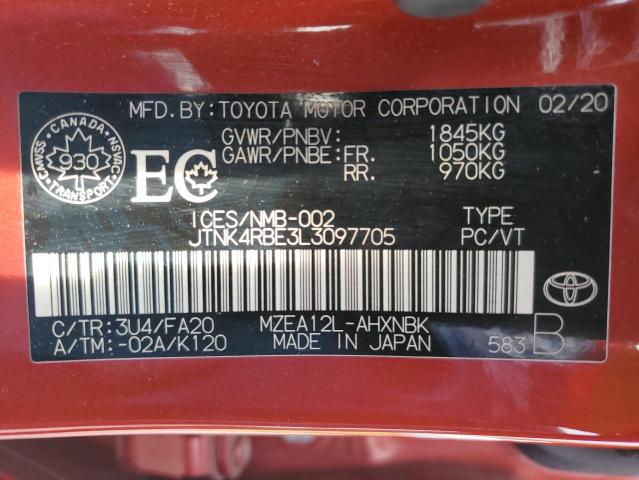 MFD.BY:TOYOTA MOTOR CORPORATION 02/20
GVWR/PNBV: 1845KG
GAWR/PNBE:FR. 1050KG
RR. 970KG
CANADA
CMVSS 930 NSVAC
TRANSPORT
EC
ICES/NMB-002 TYPE
JTNK4RBE3L3097705 PC/VT
C/TR:3U4/FA20 MZEA12L-AHXNBK
A/TM:-02A/K120 MADE IN JAPAN 583 B